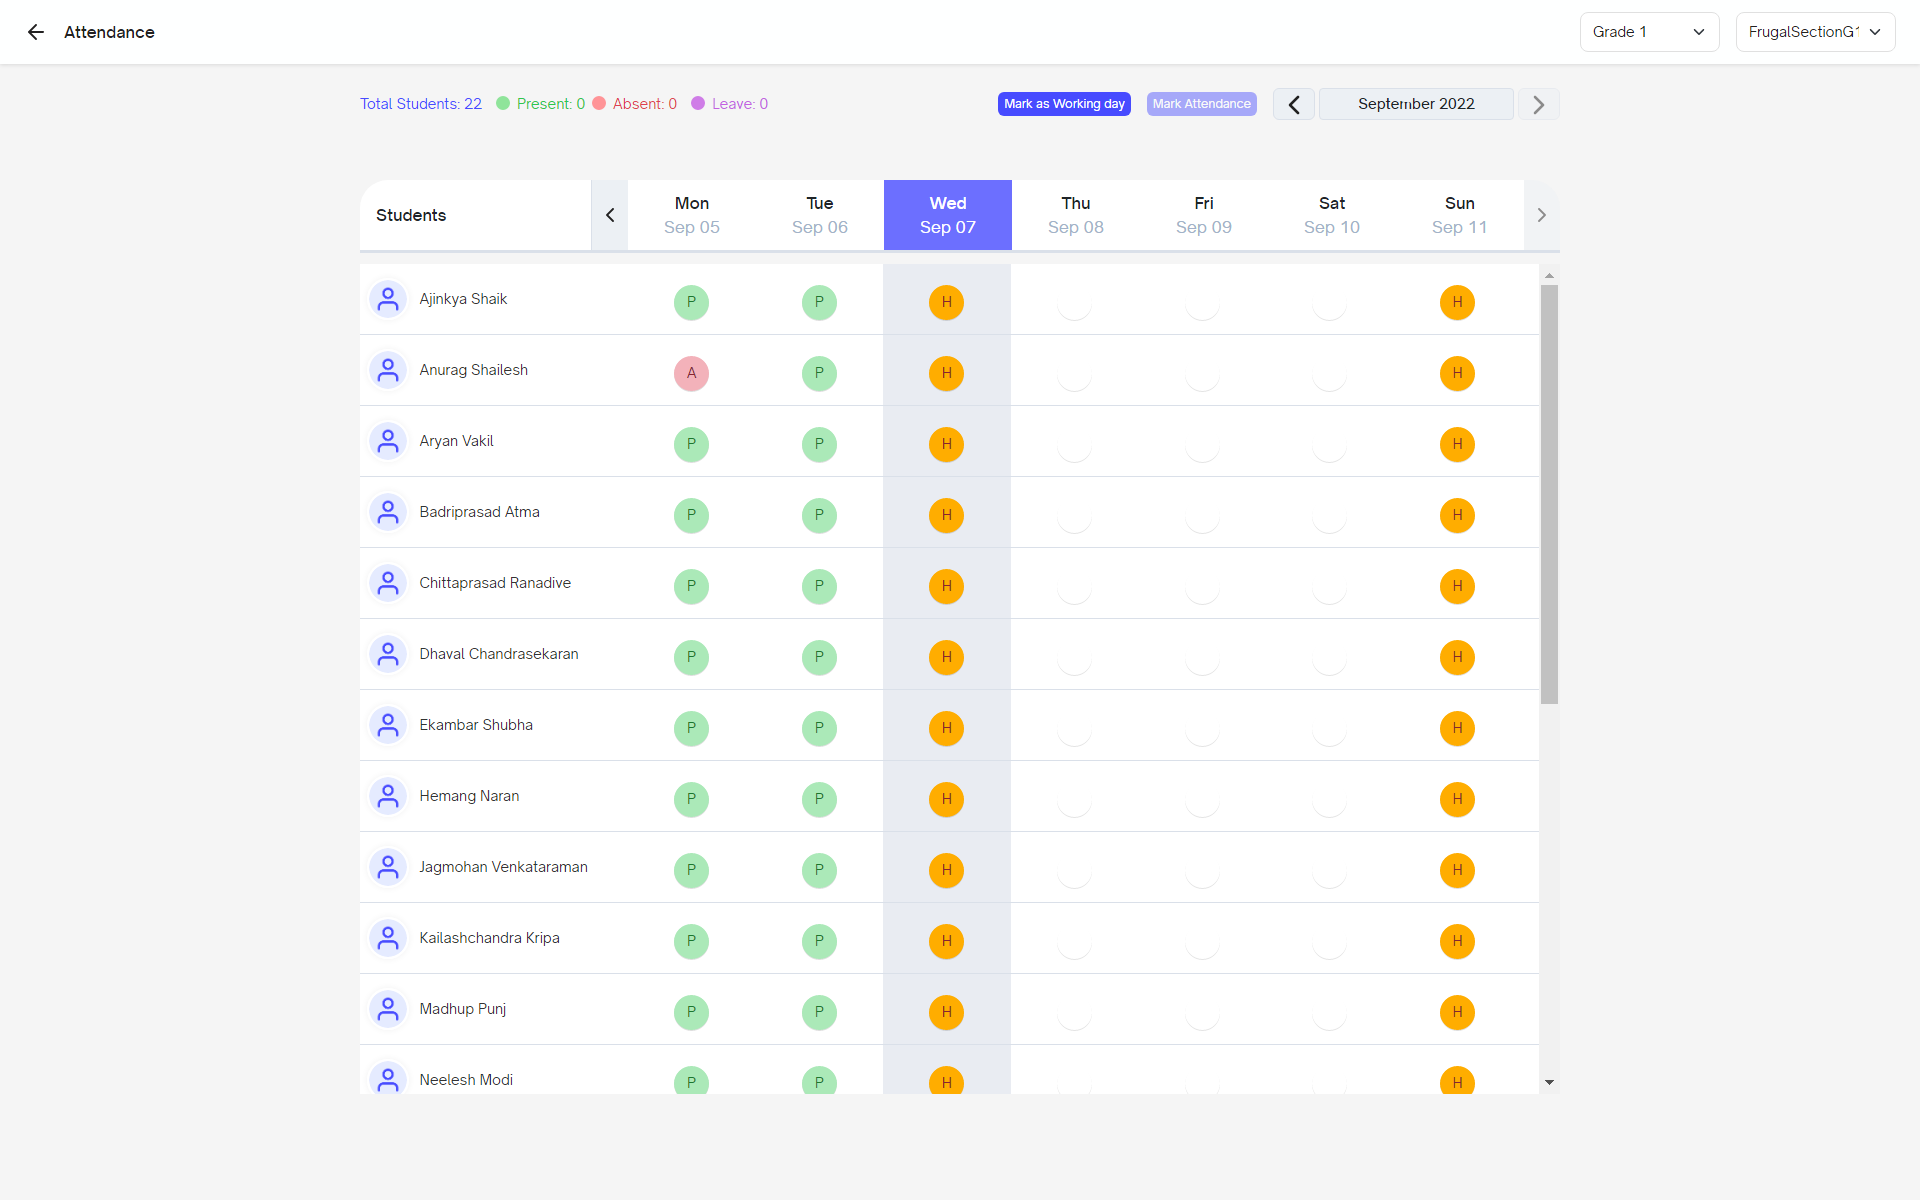 Attendance
Grade 1
FrugalSectionG1
Total Students: 22 Present: 0 Absent: 0 Leave: 0
Mark as Working day
Mark Attendance
September 2022
Students Mon Tue Wed Thu Fri Sat Sun
Sep 05 Sep 06 Sep 07 Sep 08 Sep 09 Sep 10 Sep 11
Ajinkya Shaik P P H H
Anurag Shailesh A P H H
Aryan Vakil P P H H
Badriprasad Atma P P H H
Chittaprasad Ranadive P P H H
Dhaval Chandrasekaran P P H H
Ekambar Shubha P P H H
Hemang Naran P P H H
Jagmohan Venkataraman P P H H
Kailashchandra Kripa P P H H
Madhup Punj P P H H
Neelesh Modi P P H H